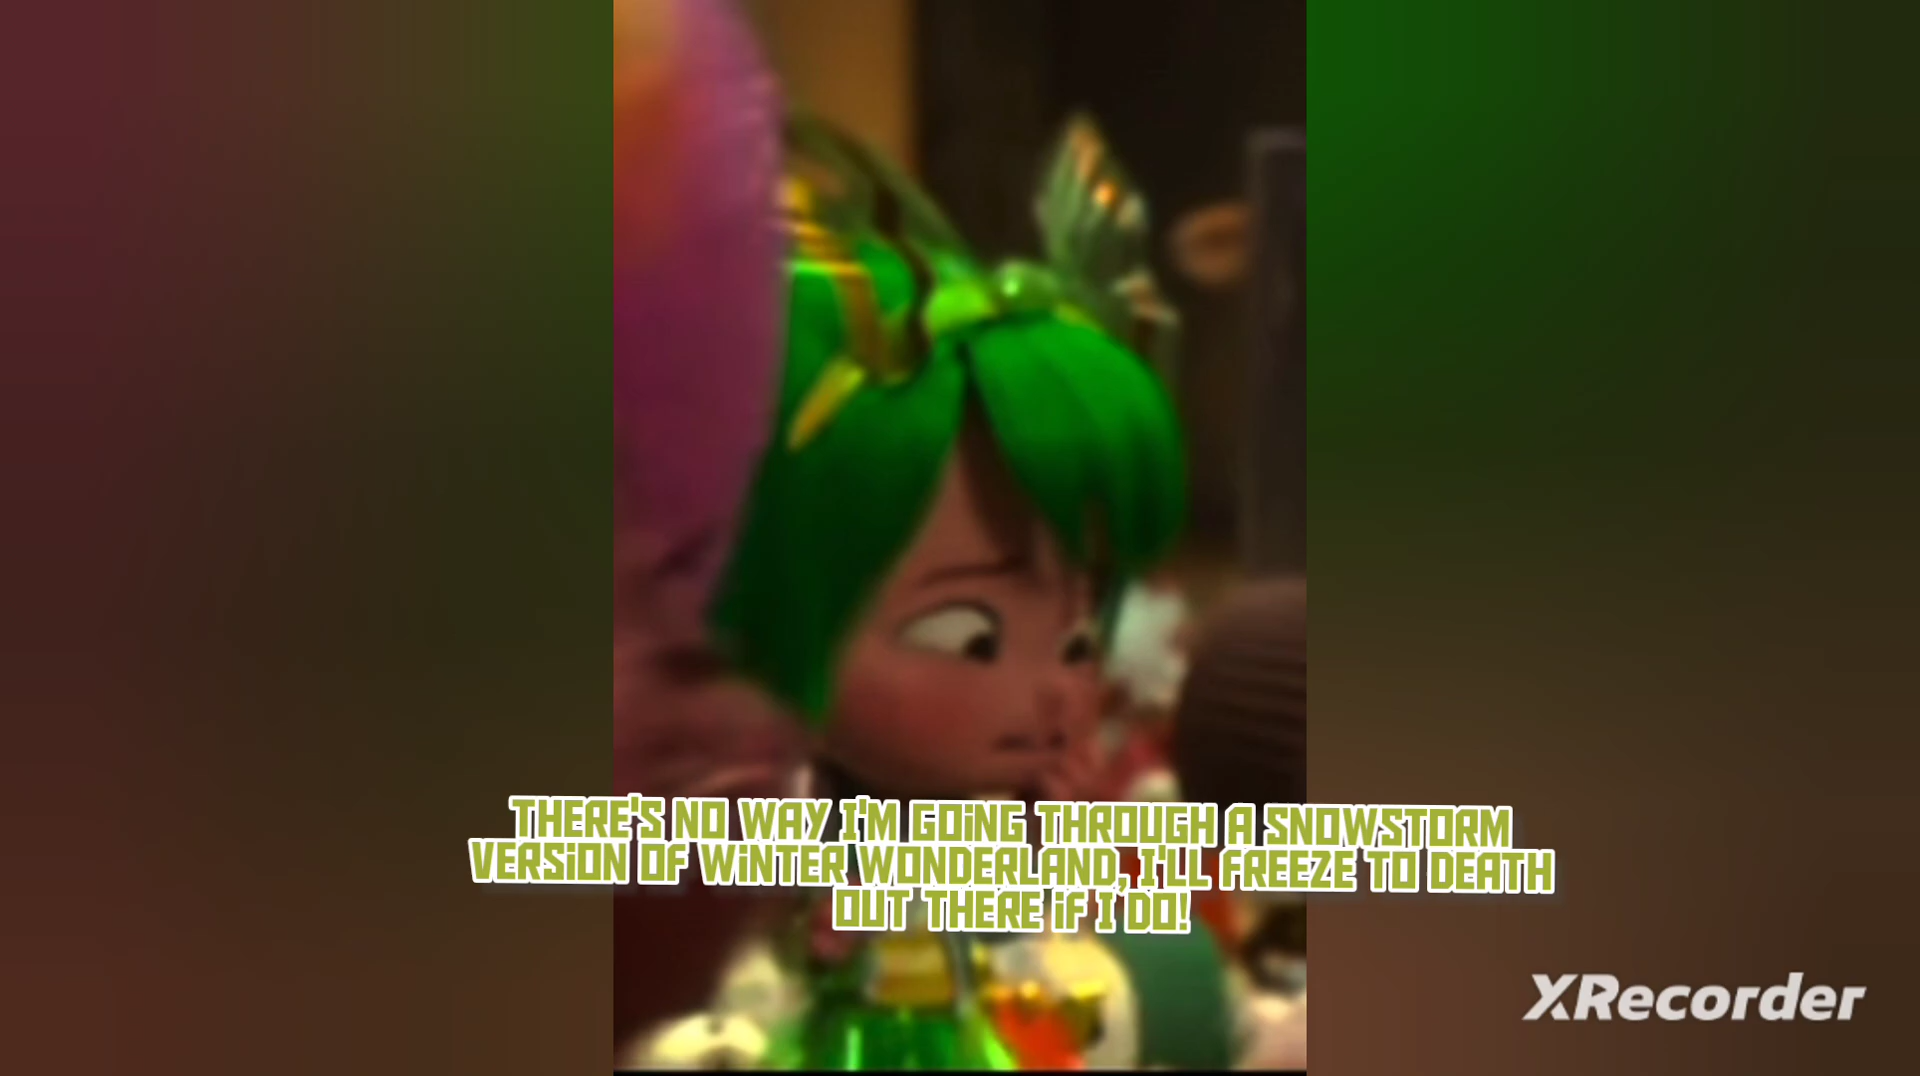 THERE'S NO WAY I'M GOING THROUGH A SNOWSTORM
VERSION OF WINTER WONDERLAND, I'LL FREEZE TO DEATH
OUT THERE IF I DO!
XRecorder